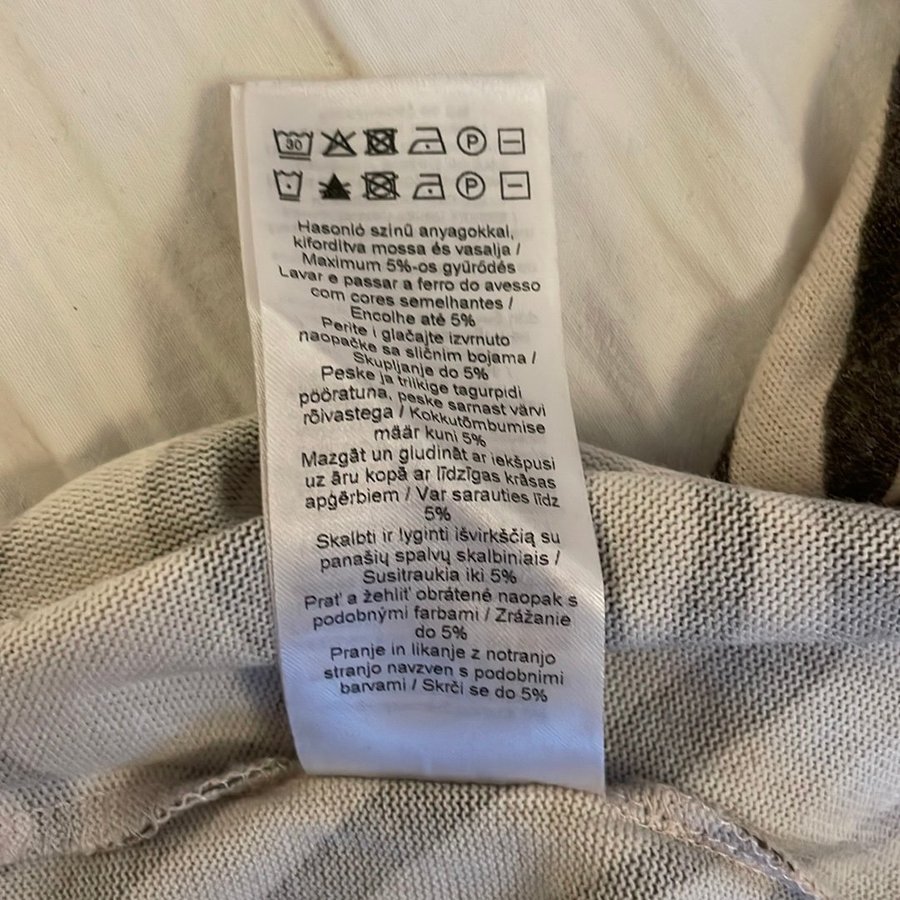 30 P
P
Hasonló színű anyagokkal,
kifordítva mossa és vasalja /
Maximum 5%-os gyűrődés
Lavar e passar a ferro do avesso
com cores semelhantes /
Encolhe até 5%
Perite i glačajte izvrnuto
naopačke sa sličnim bojama /
Skupljanje do 5%
Peske ja triikige tagurpidi
pööratuna, peske sarnast värvi
rõivastega / Kokkutõmbumise
määr kuni 5%
Mazgāt un gludināt ar iekšpusi
uz āru kopā ar līdzīgas krāsas
apģērbiem / Var sarauties līdz
5%
Skalbti ir lyginti išvirkščią su
panašių spalvų skalbiniais /
Susitraukia iki 5%
Prať a žehliť obrátené naopak s
podobnými farbami / Zrážanie
do 5%
Pranje in likanje z notranjo
stranjo navzven s podobnimi
barvami / Skrči se do 5%